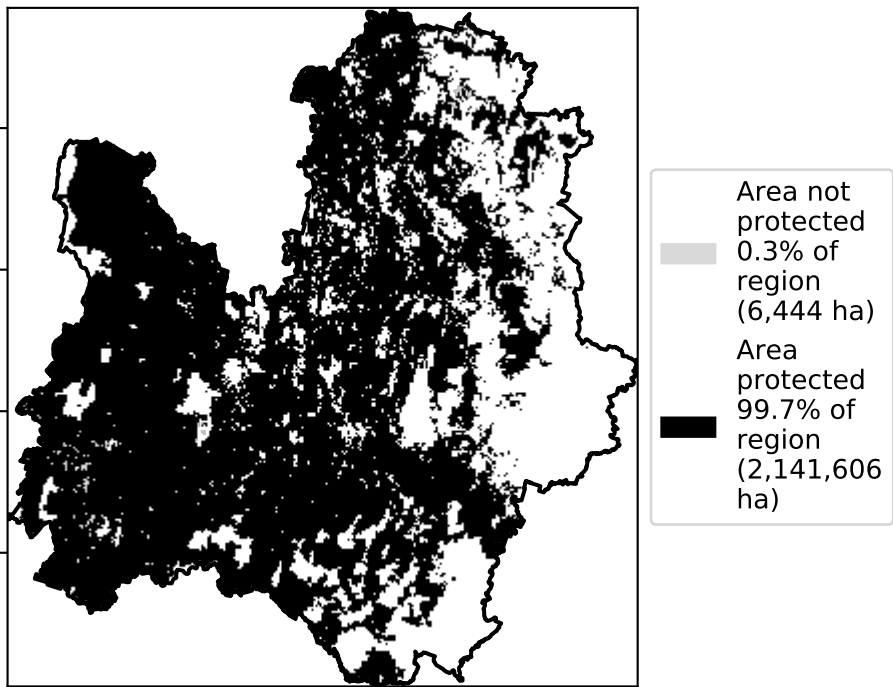 Area not
protected
0.3% of
region
(6,444 ha)
Area
protected
99.7% of
region
(2,141,606
ha)